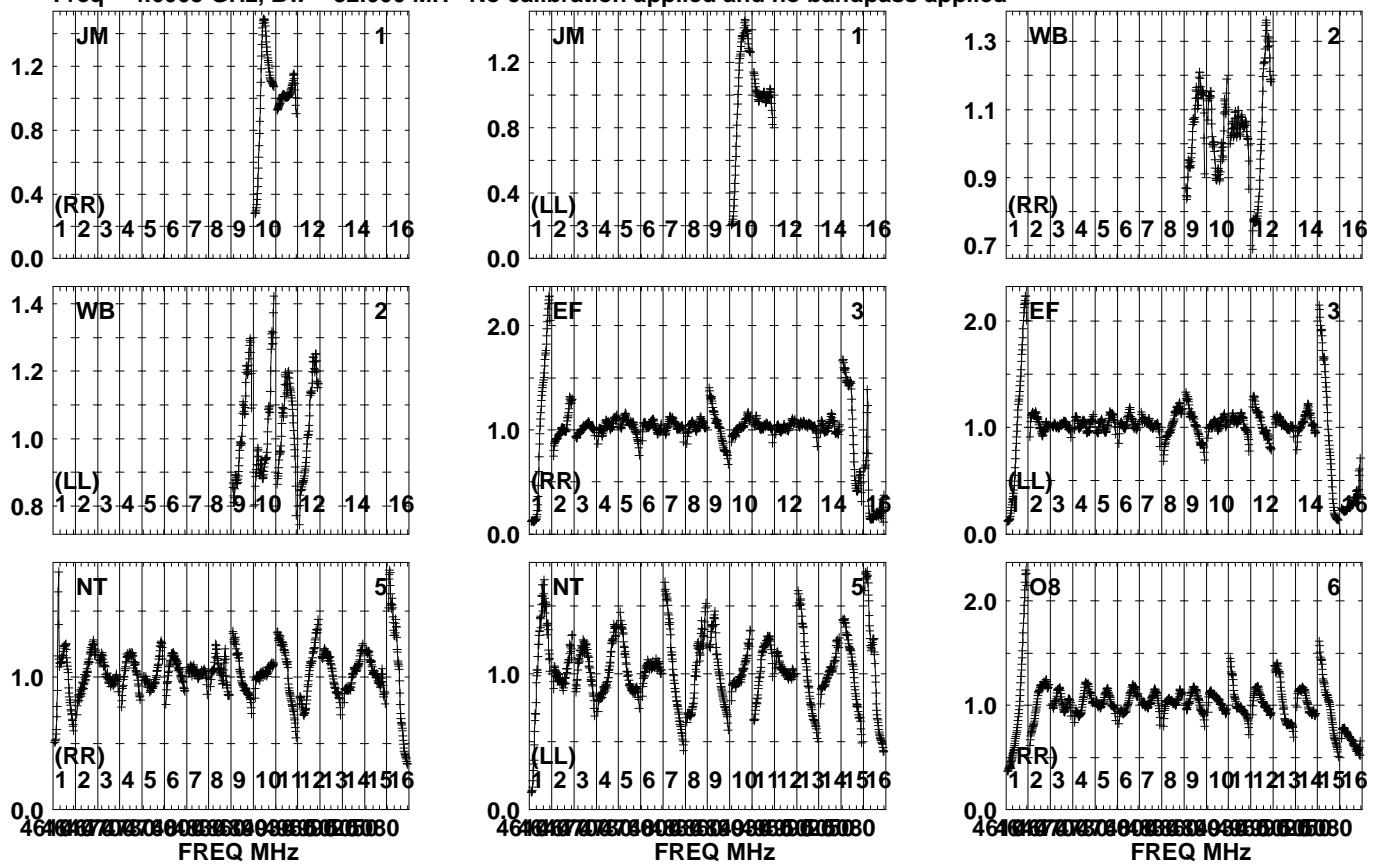 GHz, No calibration applied and no bandpass applied
JM 1 JM 1 WB 2
1.2 1.2 1.3
0.8 0.8 1.1
0.4 0.4 0.9
(RR) (LL) (RR)
1 2 3 4 5 6 7 8 9 10 12 14 16 1 2 3 4 5 6 7 8 9 10 12 14 16 1 2 3 4 5 6 7 8 9 10 12 14 16
0.0 0.0 0.7
WB 2 EF 3 EF 3
1.4 2.0 2.0
1.2
1.0 1.0 1.0
(LL) (RR) (LL)
0.8 1 2 3 4 5 6 7 8 9 10 12 14 16 1 2 3 4 5 6 7 8 9 10 12 14 16 1 2 3 4 5 6 7 8 9 10 12 14 16
0.0 0.0
NT 5 NT 5 O8 6
2.0
1.0 1.0 1.0
(RR) (LL) (RR)
1 2 3 4 5 6 7 8 9 10 11 12 13 15 16 1 2 3 4 5 6 7 8 9 10 12 13 14 15 16 1 2 3 4 5 6 7 8 9 10 12 13 15 16
0.0 0.0 0.0
FREQ MHz FREQ MHz FREQ MHz